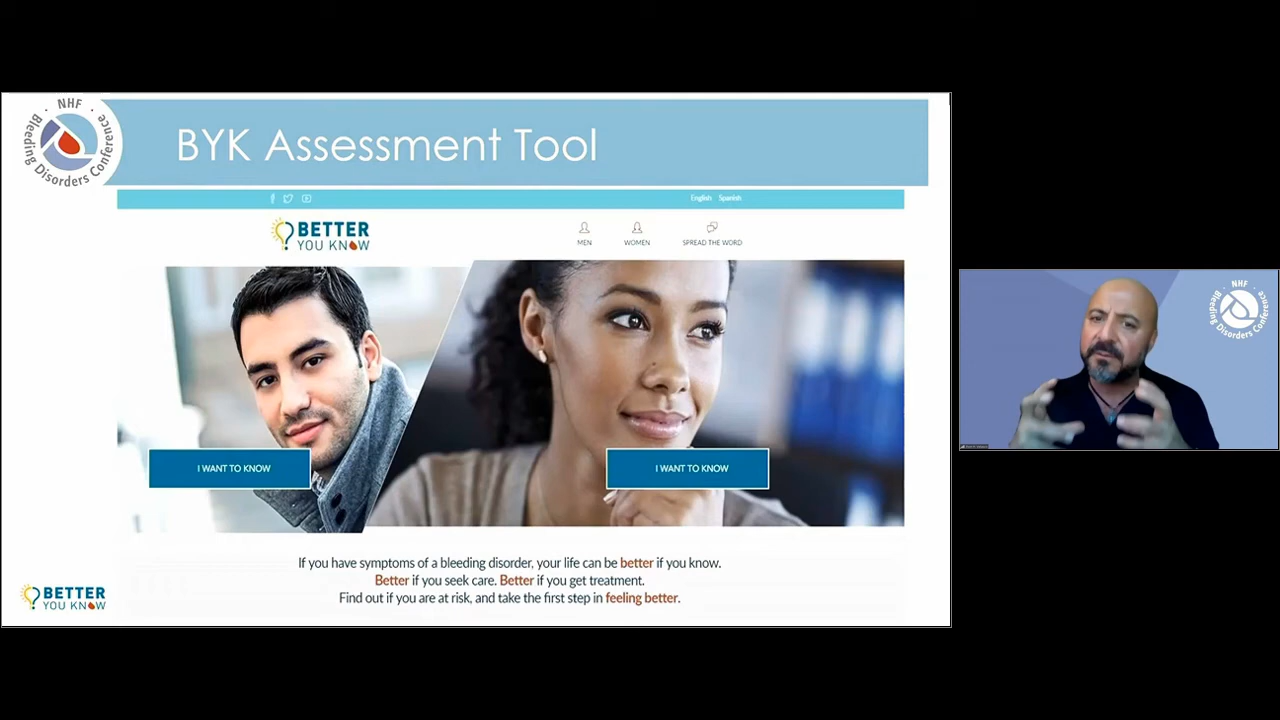 NHF
Bleeding Disorders Conference
BYK Assessment Tool
English Spanish
BETTER
YOU KNOW
MEN WOMEN SPREAD THE WORD
I WANT TO KNOW
I WANT TO KNOW
If you have symptoms of a bleeding disorder, your life can be better if you know.
Better if you seek care. Better if you get treatment.
Find out if you are at risk, and take the first step in feeling better.
BETTER
YOU KNOW
NHF
Bleeding Disorders Conference